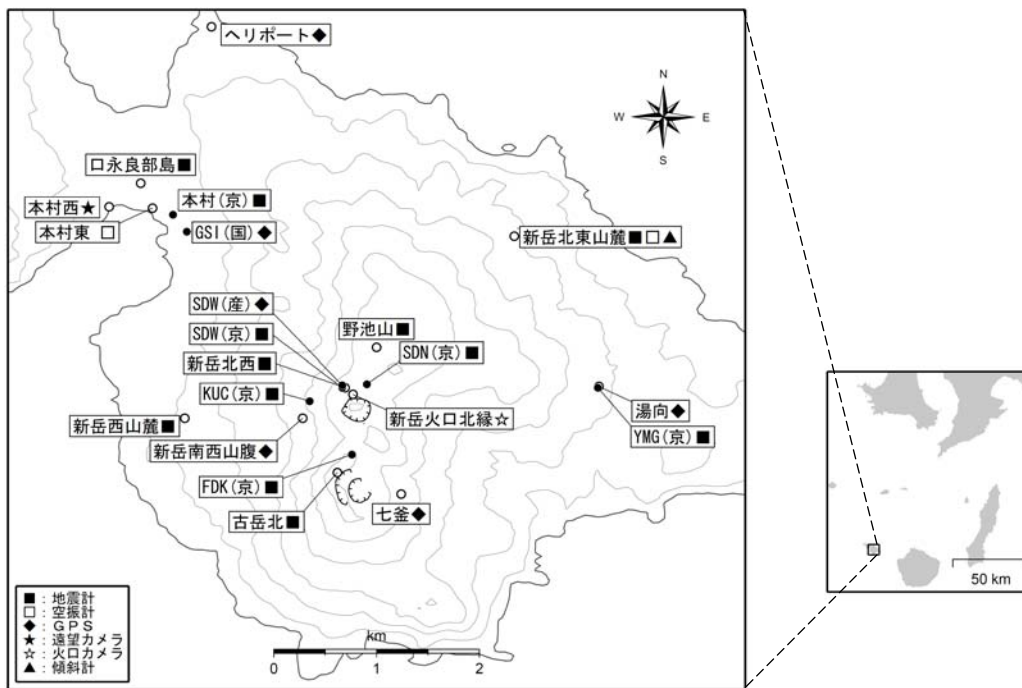 ヘリポート◆
N
W E
S
口永良部島■
本村西★
本村(京)■
本村東 □
GSI(国)◆
新岳北東山麓■□▲
SDW(産)◆
SDW(京)■
野池山■
新岳北西■
SDN(京)■
KUC(京)■
新岳火口北縁☆
湯向◆
新岳西山麓■
YMG(京)■
新岳南西山腹◆
FDK(京)■
古岳北■
七釜◆
■:地震計
□:空振計
◆:GPS
★:遠望カメラ
☆:火口カメラ
▲:傾斜計
km
0 1 2
50 km